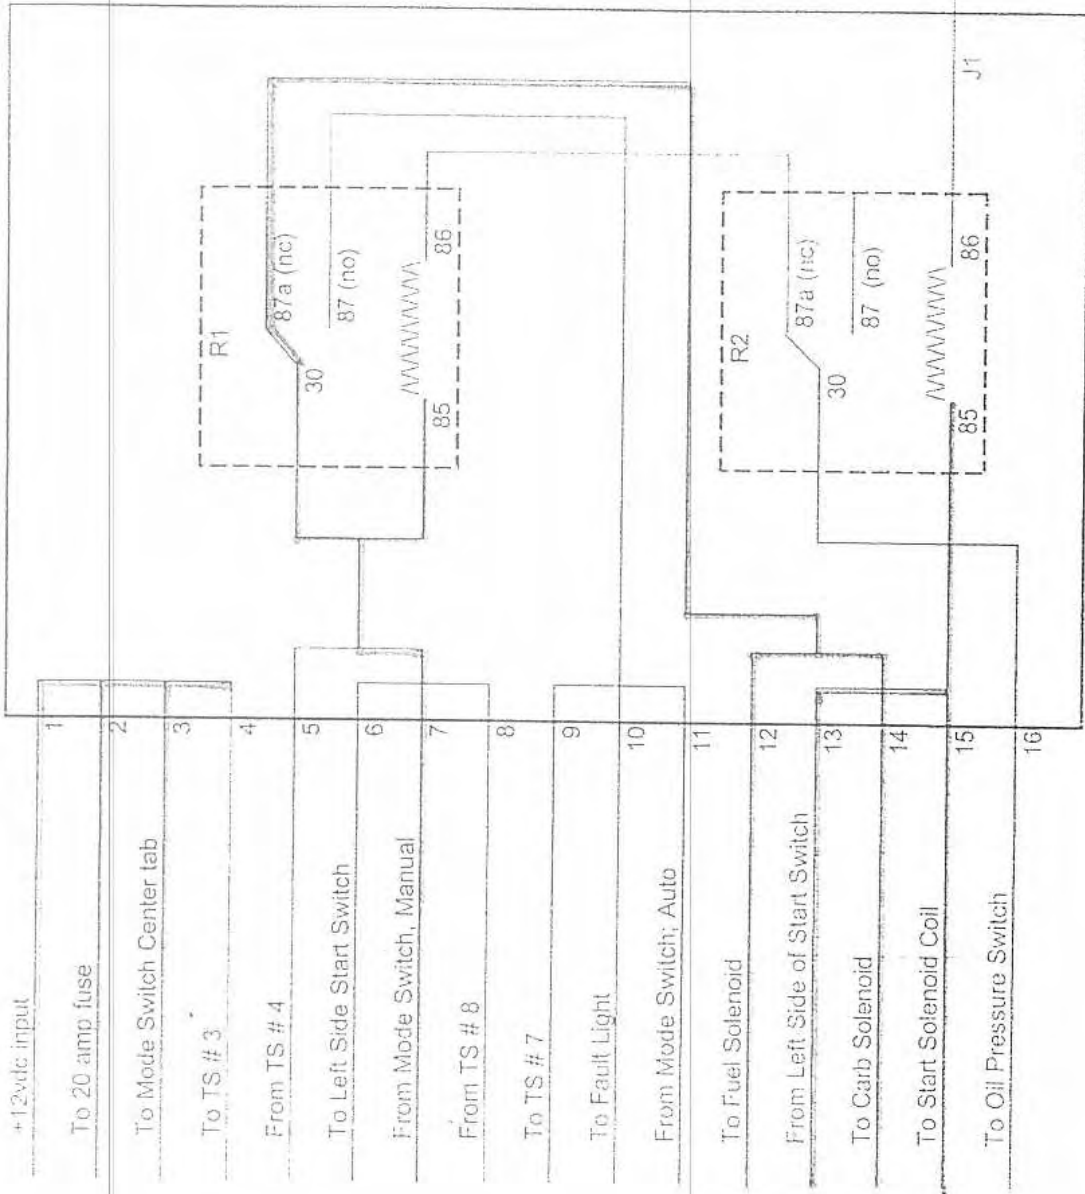 +12vdc input
To 20 amp fuse
To Mode Switch Center tab
To TS # 3
From TS # 4
To Left Side Start Switch
From Mode Switch, Manual
From TS # 8
To TS # 7
To Fault Light
From Mode Switch; Auto
To Fuel Solenoid
From Left Side of Start Switch
To Carb Solenoid
To Start Solenoid Coil
To Oil Pressure Switch
1
2
3
4
5
6
7
8
9
10
11
12
13
14
15
16
R1
30
87a (nc)
87 (no)
85
86
R2
30
87a (nc)
87 (no)
85
86
J1